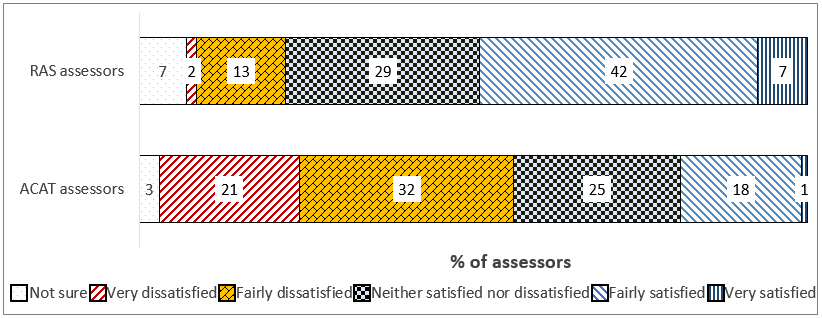 RAS assessors 7 2 13 29 42 7
ACAT assessors 3 21 32 25 18 1
% of assessors
Not sure Very dissatisfied Fairly dissatisfied Neither satisfied nor dissatisfied Fairly satisfied Very satisfied